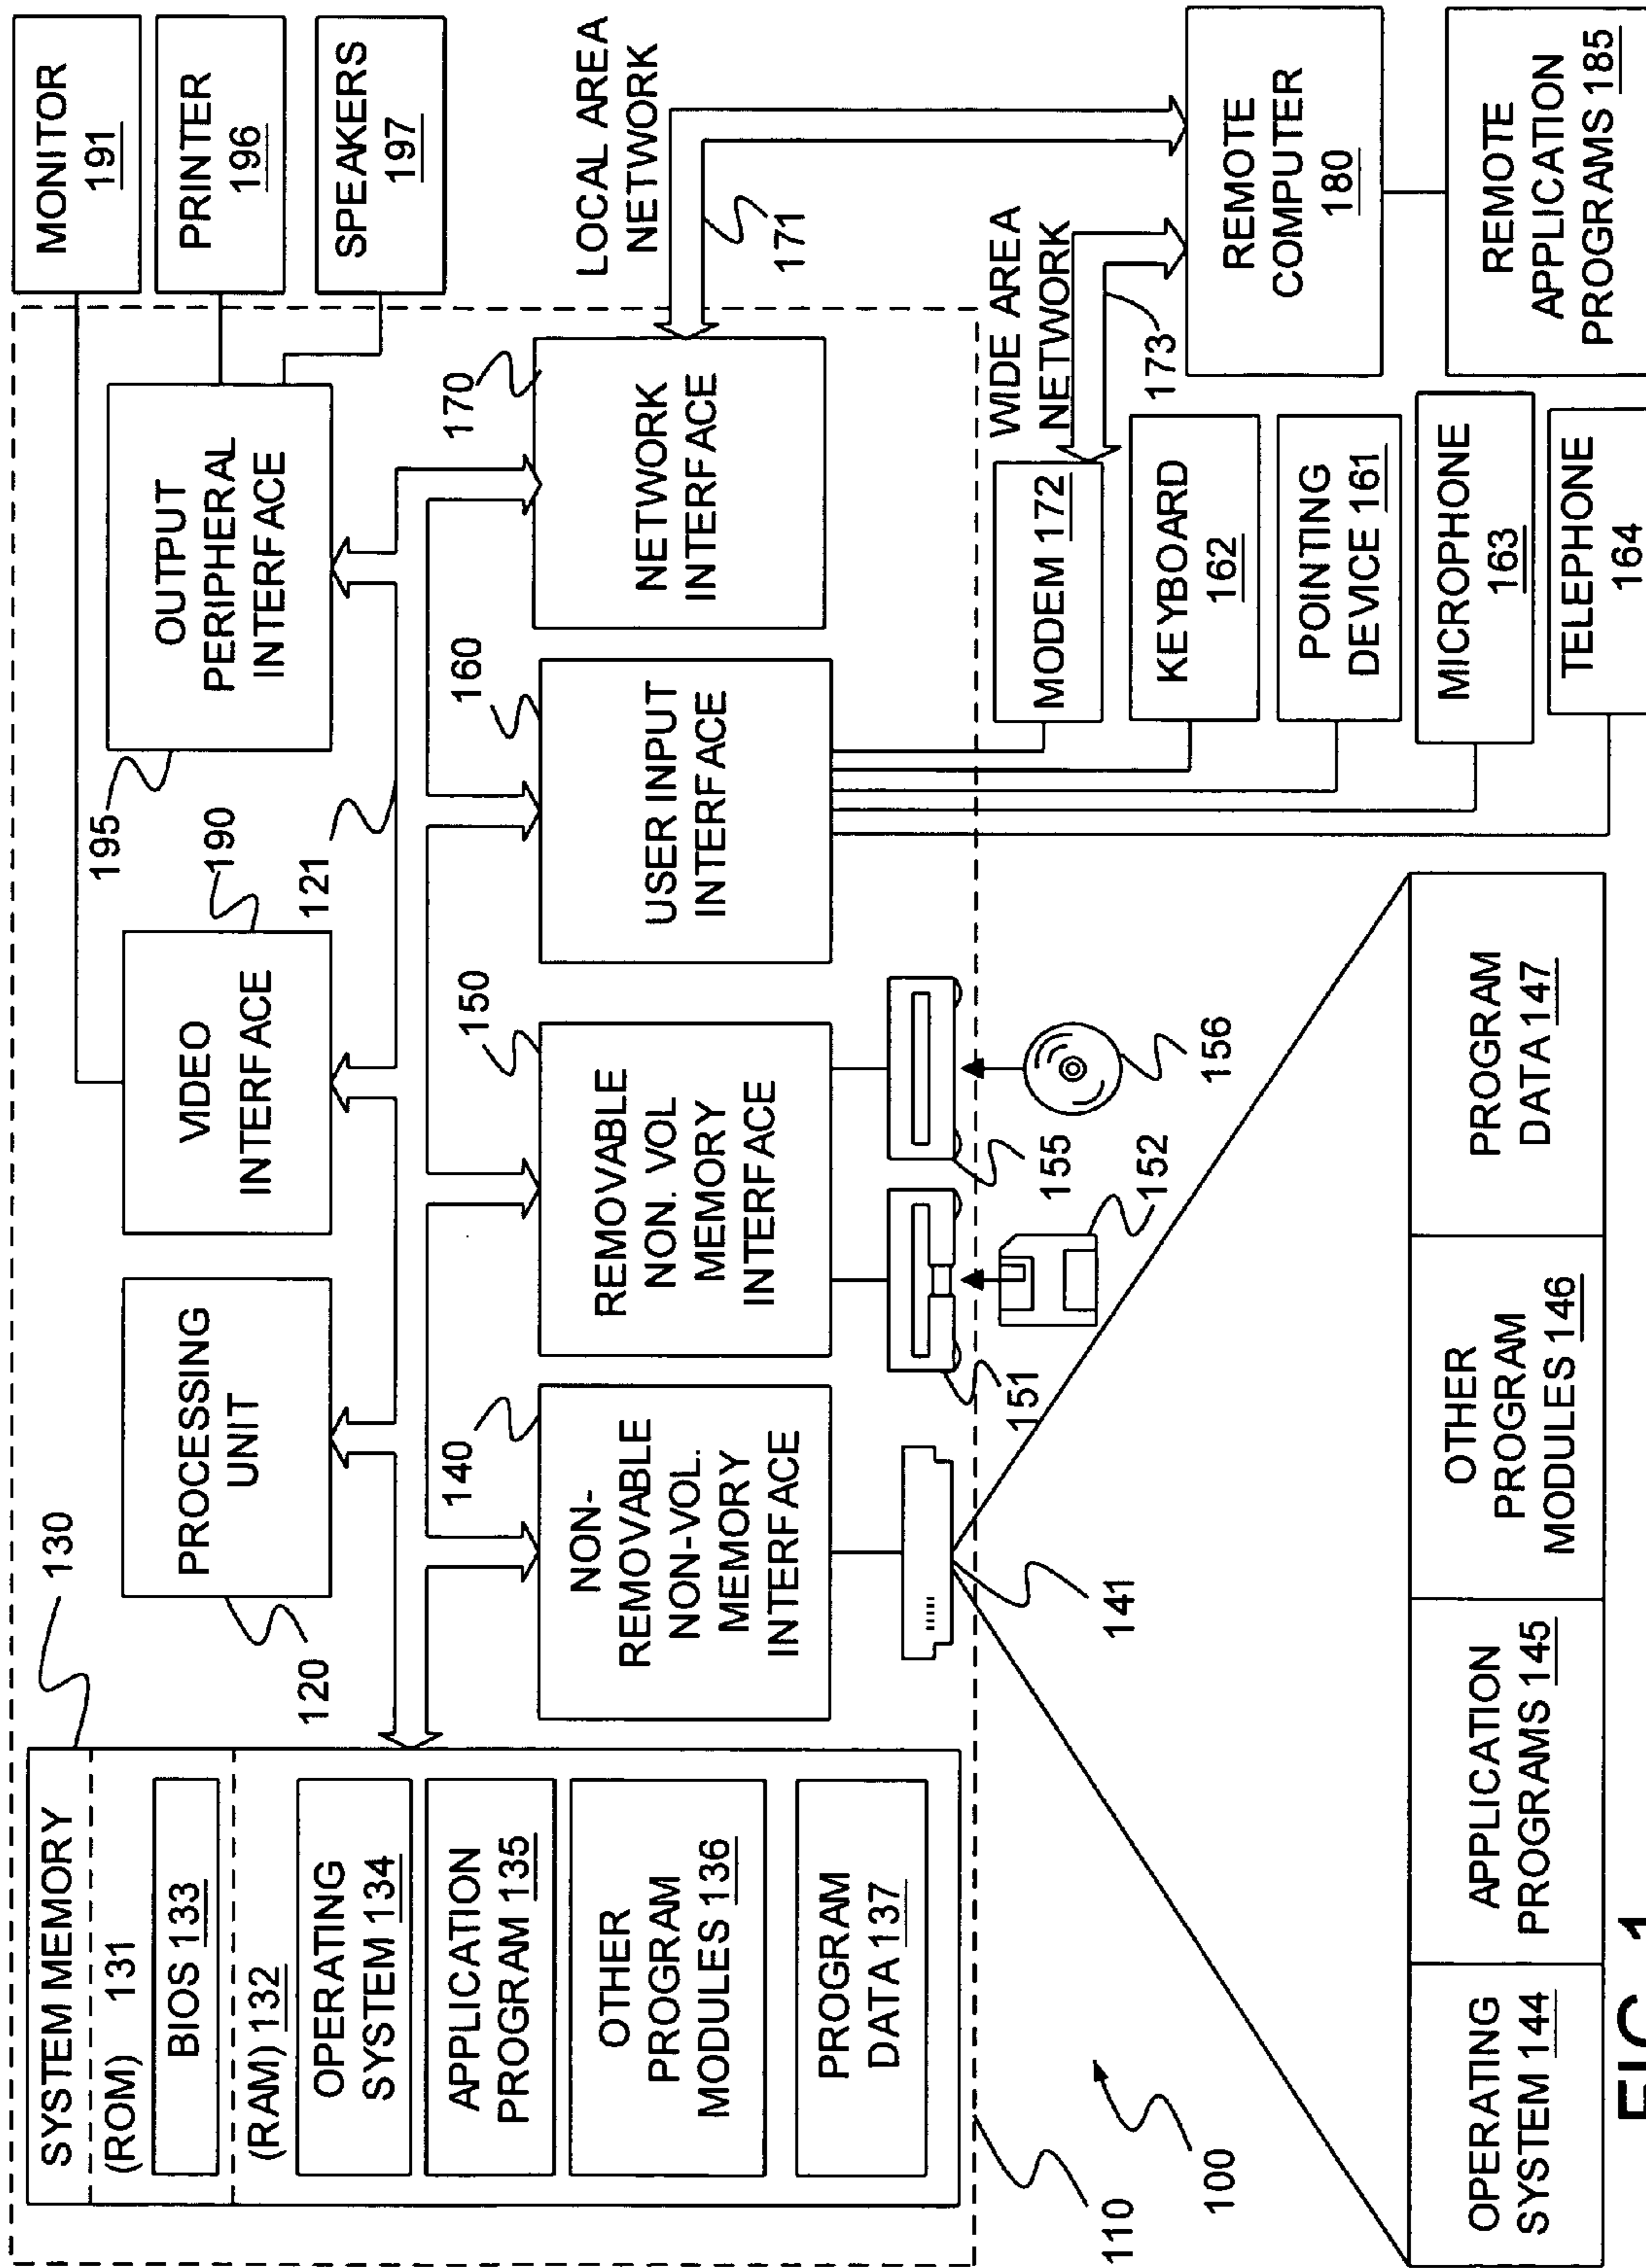 SYSTEM MEMORY
(ROM) 131
BIOS 133
(RAM) 132
OPERATING
SYSTEM 134
APPLICATION
PROGRAM 135
OTHER
PROGRAM
MODULES 136
PROGRAM
DATA 137
130
PROCESSING
UNIT
120
VIDEO
INTERFACE
190
OUTPUT
PERIPHERAL
INTERFACE
195
121
MONITOR
191
PRINTER
196
SPEAKERS
197
140
NON-
REMOVABLE
NON-VOL.
MEMORY
INTERFACE
150
REMOVABLE
NON. VOL
MEMORY
INTERFACE
160
USER INPUT
INTERFACE
170
NETWORK
INTERFACE
LOCAL AREA
NETWORK
171
141
151
152
155
156
WIDE AREA
NETWORK
173
MODEM 172
KEYBOARD
162
POINTING
DEVICE 161
MICROPHONE
163
TELEPHONE
164
REMOTE
COMPUTER
180
REMOTE
APPLICATION
PROGRAMS 185
110
100
OPERATING
SYSTEM 144
APPLICATION
PROGRAMS 145
OTHER
PROGRAM
MODULES 146
PROGRAM
DATA 147
FIG. 1